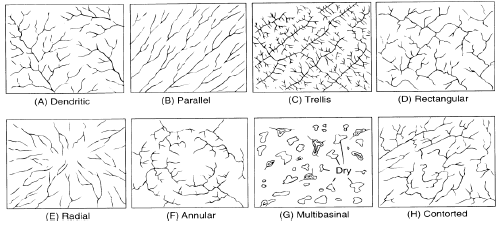 (A) Dendritic
(B) Parallel
(C) Trellis
(D) Rectangular
Dry
(E) Radial
(F) Annular
(G) Multibasinal
(H) Contorted